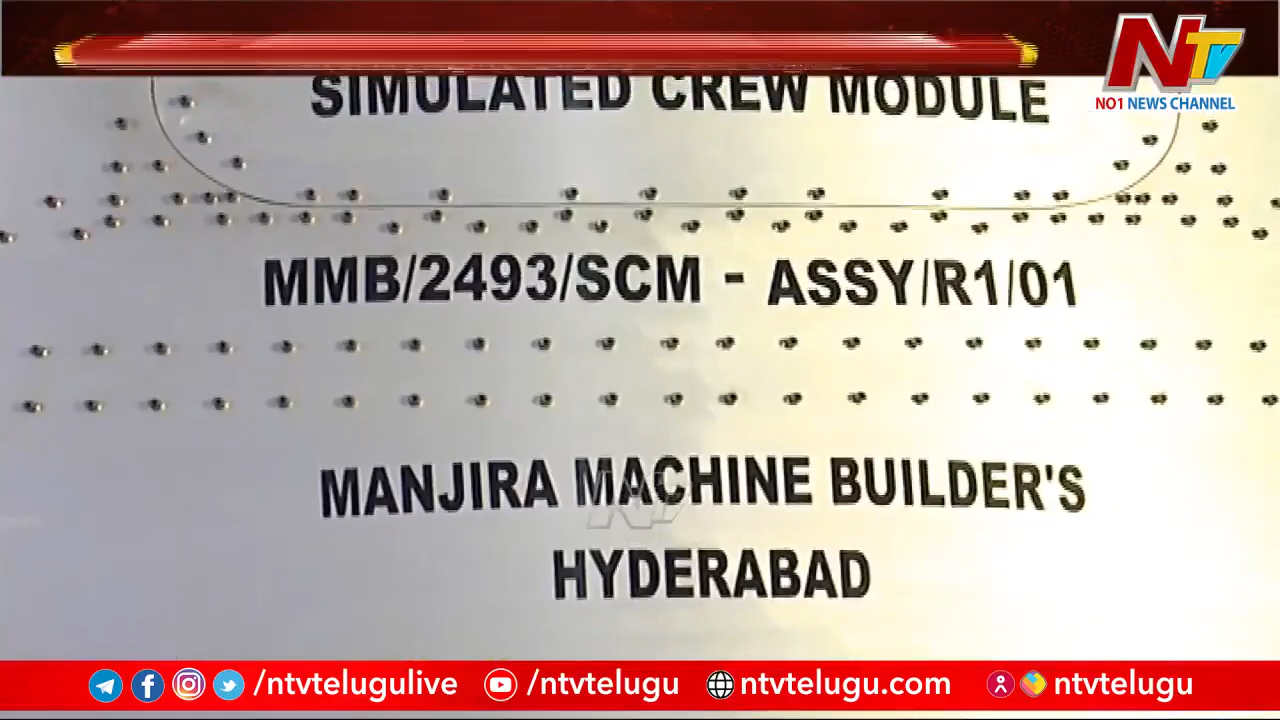 NTV
NO1 NEWS CHANNEL
SIMULATED CREW MODULE
MMB/2493/SCM - ASSY/R1/01
MANJIRA MACHINE BUILDER'S
HYDERABAD
/ntvtelugulive /ntvtelugu ntvtelugu.com ntvtelugu